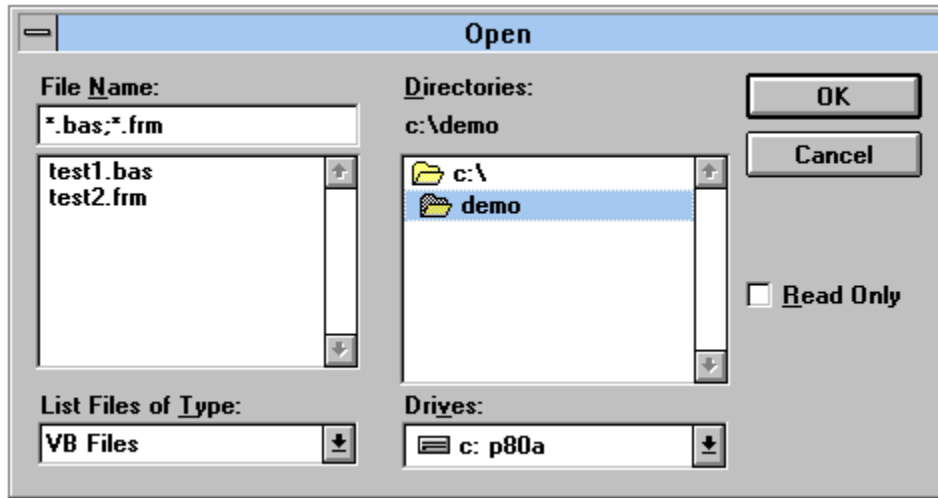 Open
File Name:
*.bas;*.frm
test1.bas
test2.frm
List Files of Type:
VB Files
Directories:
c:\demo
c:\
demo
Drives:
c: p80a
OK
Cancel
Read Only